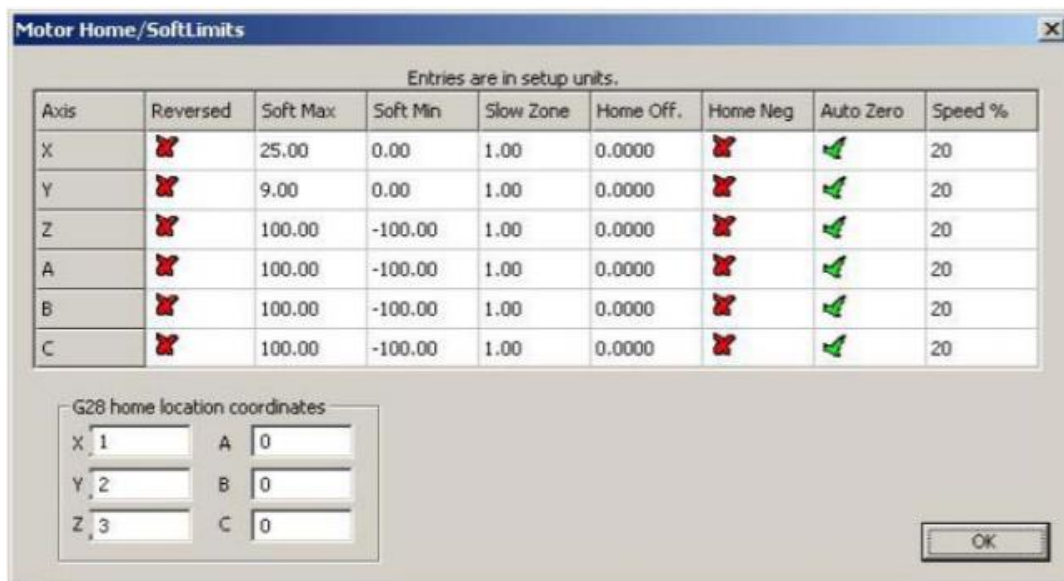 Motor Home/SoftLimits
Entries are in setup units.
Axis Reversed Soft Max Soft Min Slow Zone Home Off. Home Neg Auto Zero Speed %
X 25.00 0.00 1.00 0.0000 20
Y 9.00 0.00 1.00 0.0000 20
Z 100.00 -100.00 1.00 0.0000 20
A 100.00 -100.00 1.00 0.0000 20
B 100.00 -100.00 1.00 0.0000 20
C 100.00 -100.00 1.00 0.0000 20
G28 home location coordinates
X 1 A 0
Y 2 B 0
Z 3 C 0
OK